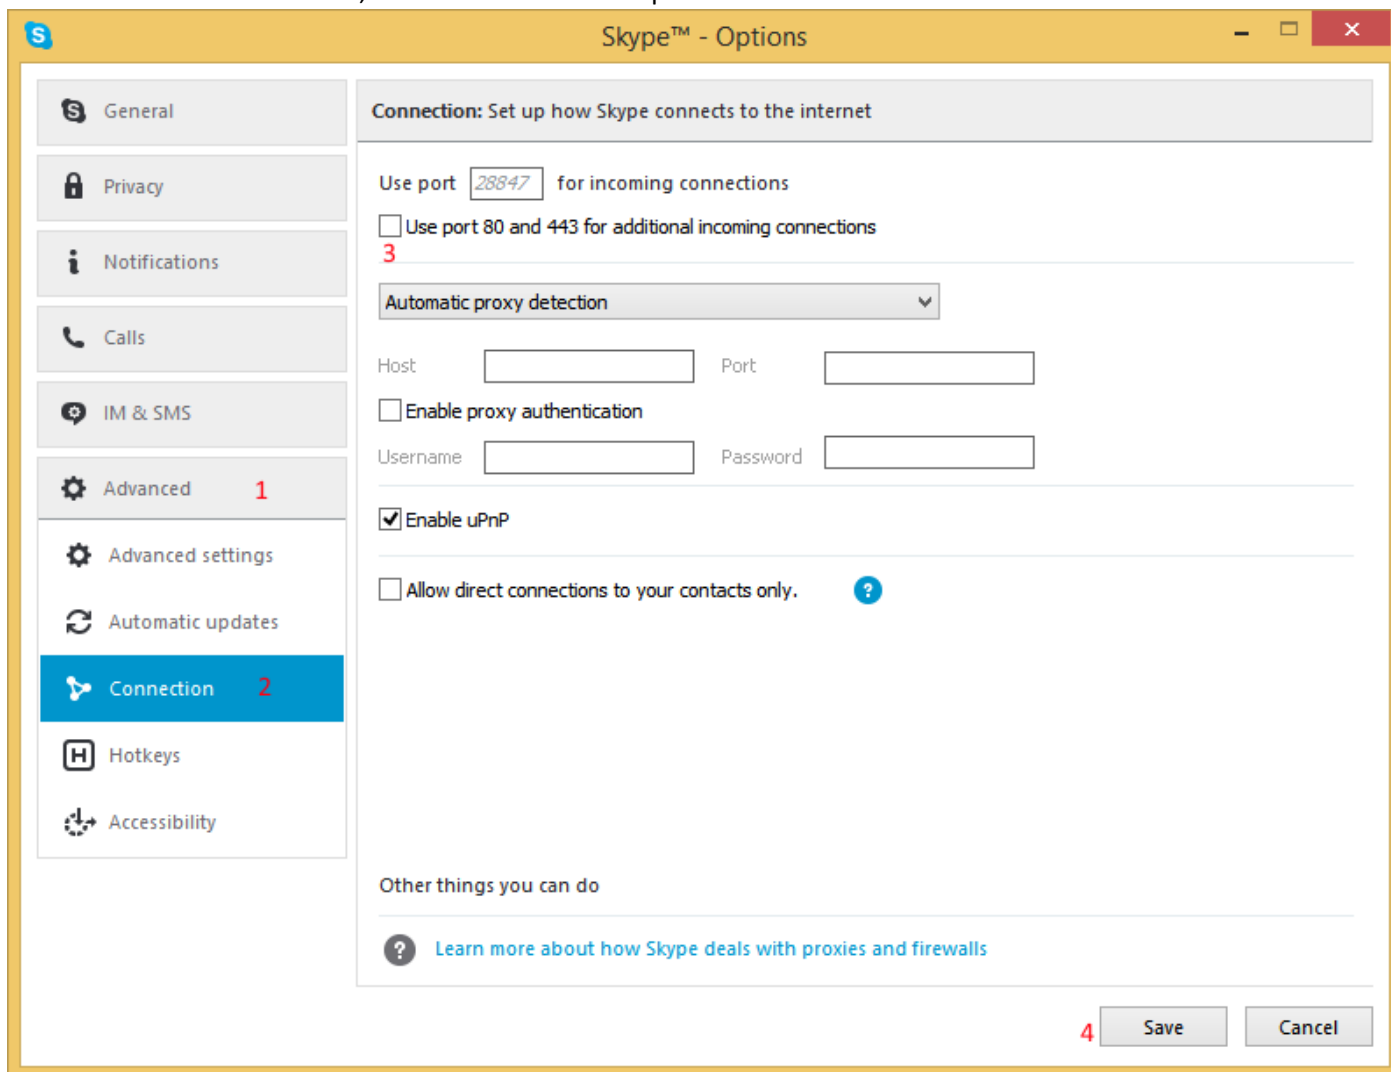 Skype™ - Options
General
Privacy
Notifications
Calls
IM & SMS
Advanced 1
Advanced settings
Automatic updates
Connection 2
Hotkeys
Accessibility
Connection: Set up how Skype connects to the internet
Use port 28847 for incoming connections
Use port 80 and 443 for additional incoming connections
3
Automatic proxy detection
Host Port
Enable proxy authentication
Username Password
Enable uPnP
Allow direct connections to your contacts only. ?
Other things you can do
? Learn more about how Skype deals with proxies and firewalls
4 Save Cancel